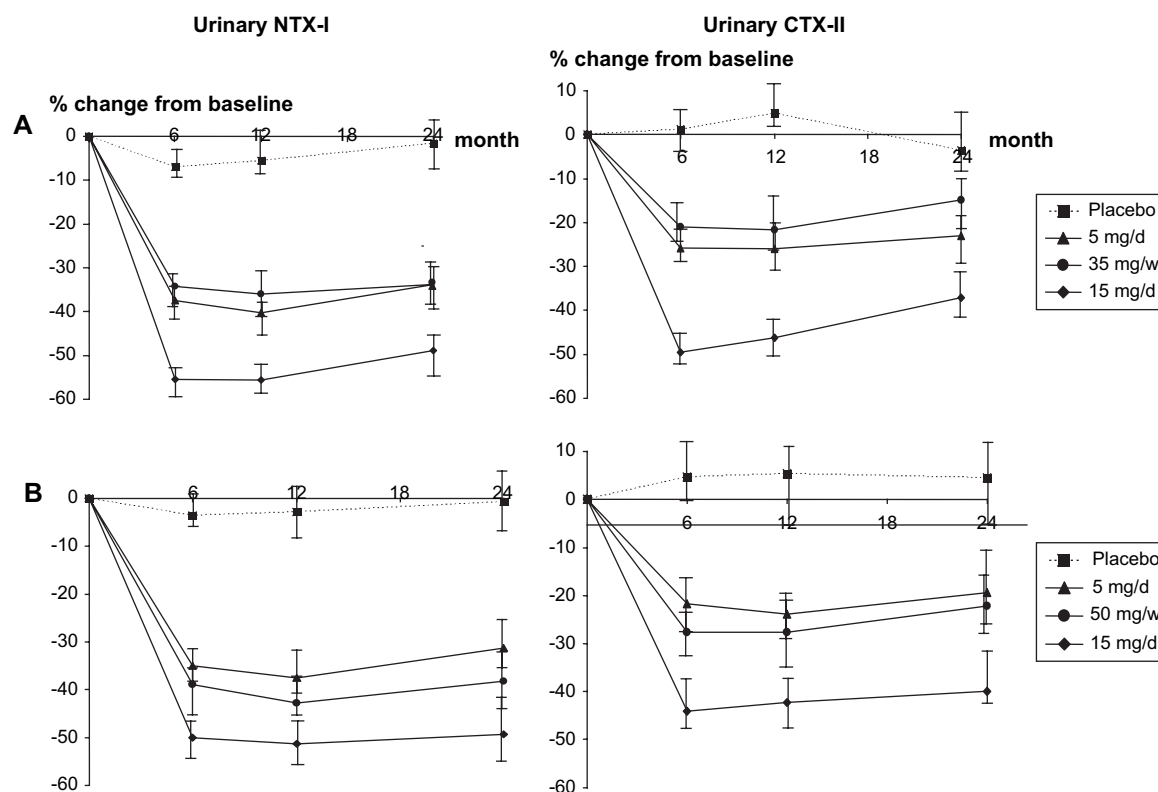 Urinary NTX-I
Urinary CTX-II
A
% change from baseline
0
-10
-20
-30
-40
-50
-60
6
12
18
24
month
% change from baseline
10
0
-10
-20
-30
-40
-50
-60
6
12
18
24
month
Placebo
5 mg/d
35 mg/w
15 mg/d
B
0
-10
-20
-30
-40
-50
-60
6
12
18
24
10
0
-10
-20
-30
-40
-50
-60
6
12
18
24
Placebo
5 mg/d
50 mg/w
15 mg/d